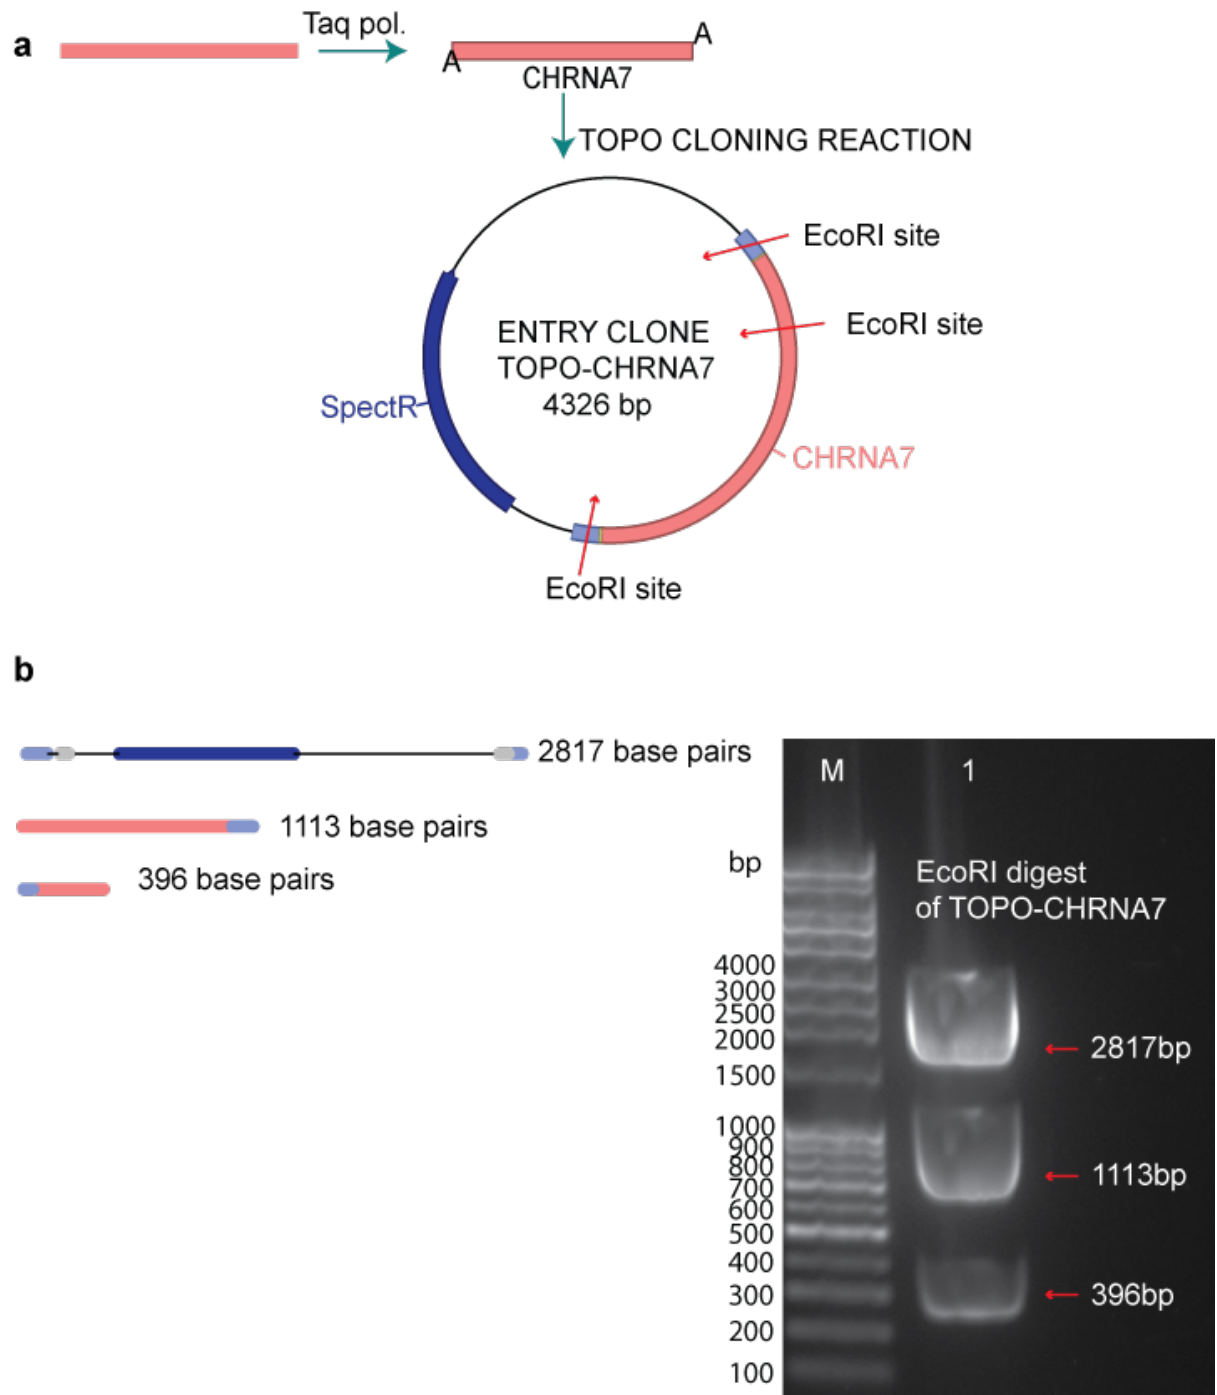 a
Taq pol.
A
A
CHRNA7
TOPO CLONING REACTION
EcoRI site
EcoRI site
ENTRY CLONE
TOPO-CHRNA7
4326 bp
SpectR
CHRNA7
EcoRI site
b
2817 base pairs
1113 base pairs
396 base pairs
M
1
bp
EcoRI digest
of TOPO-CHRNA7
4000
3000
2500
2000
1500
1000
900
800
700
600
500
400
300
200
100
2817bp
1113bp
396bp